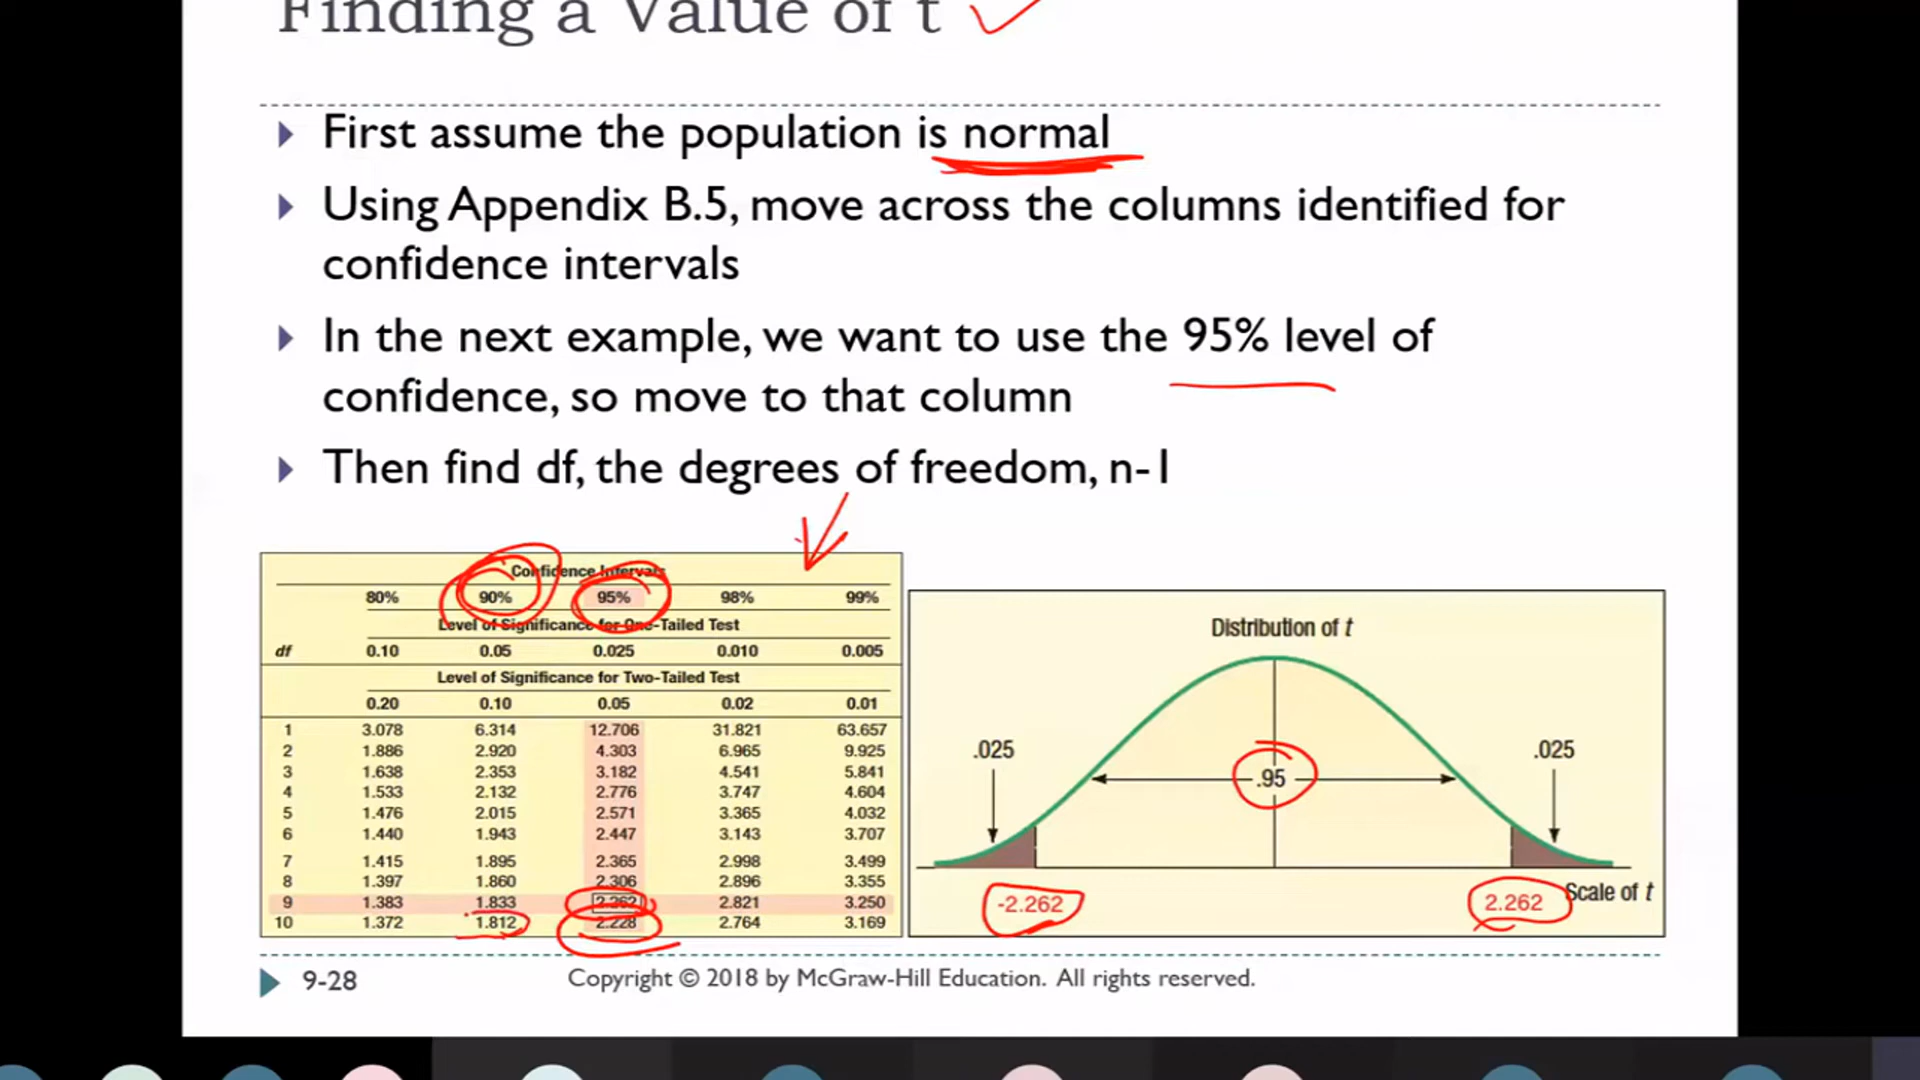 Finding a Value of t
First assume the population is normal
Using Appendix B.5, move across the columns identified for
confidence intervals
In the next example, we want to use the 95% level of
confidence, so move to that column
Then find df, the degrees of freedom, n-1
Confidence Intervals
80% 90% 95% 98% 99%
Level of Significance for One-Tailed Test
df 0.10 0.05 0.025 0.010 0.005
Level of Significance for Two-Tailed Test
0.20 0.10 0.05 0.02 0.01
1 3.078 6.314 12.706 31.821 63.657
2 1.886 2.920 4.303 6.965 9.925
3 1.638 2.353 3.182 4.541 5.841
4 1.533 2.132 2.776 3.747 4.604
5 1.476 2.015 2.571 3.365 4.032
6 1.440 1.943 2.447 3.143 3.707
7 1.415 1.895 2.365 2.998 3.499
8 1.397 1.860 2.306 2.896 3.355
9 1.383 1.833 2.262 2.821 3.250
10 1.372 1.812 2.228 2.764 3.169
Distribution of t
.025 .025
.95
-2.262 2.262 Scale of t
9-28 Copyright © 2018 by McGraw-Hill Education. All rights reserved.